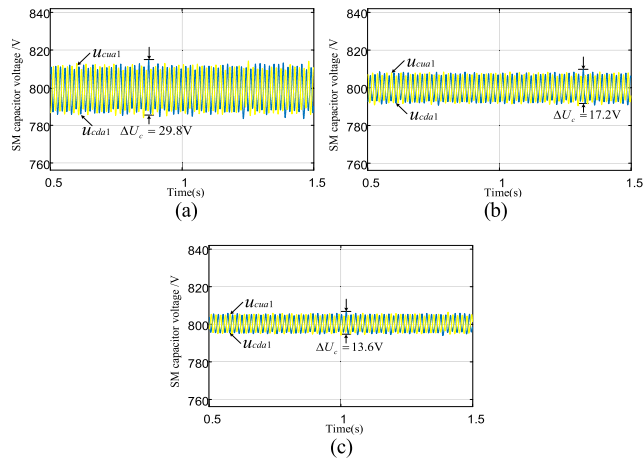 SM capacitor voltage /V
840
820
800
780
760
u_cua1
u_cda1
ΔU_c = 29.8V
0.5
1
1.5
Time(s)
(a)
SM capacitor voltage /V
840
820
800
780
760
u_cua1
u_cda1
ΔU_c = 17.2V
0.5
1
1.5
Time(s)
(b)
SM capacitor voltage /V
840
820
800
780
760
u_cua1
u_cda1
ΔU_c = 13.6V
0.5
1
1.5
Time(s)
(c)